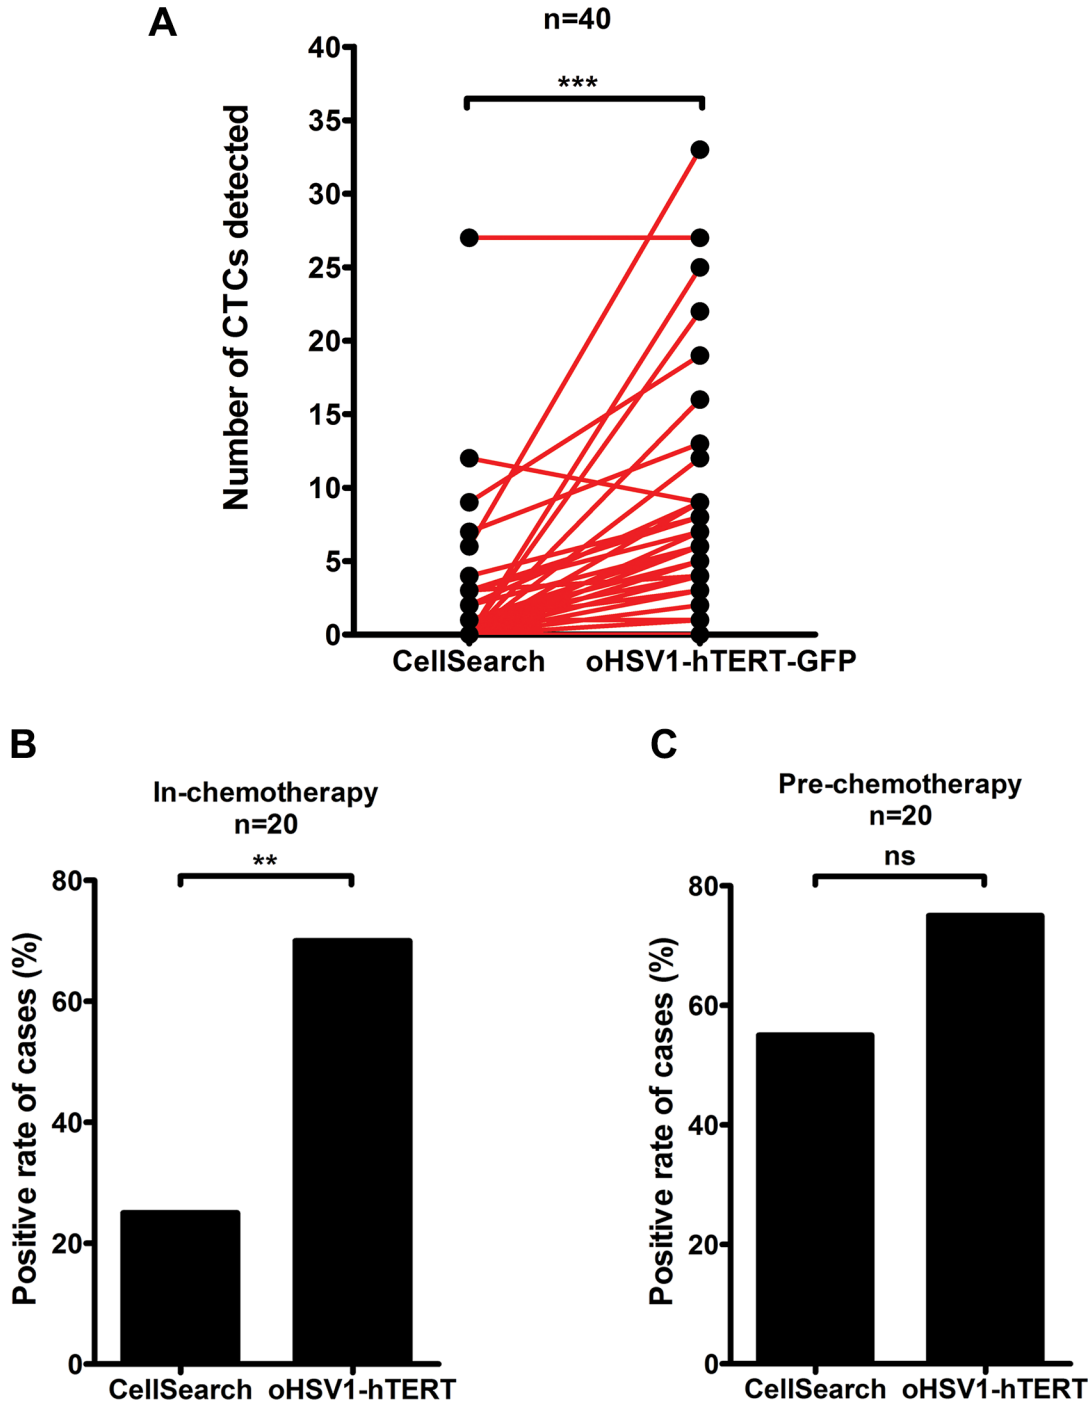 A
n=40
***
40
35
30
25
20
15
10
5
0
Number of CTCs detected
CellSearch
oHSV1-hTERT-GFP
B
In-chemotherapy
n=20
**
80
60
40
20
0
Positive rate of cases (%)
CellSearch
oHSV1-hTERT
C
Pre-chemotherapy
n=20
ns
80
60
40
20
0
Positive rate of cases (%)
CellSearch
oHSV1-hTERT